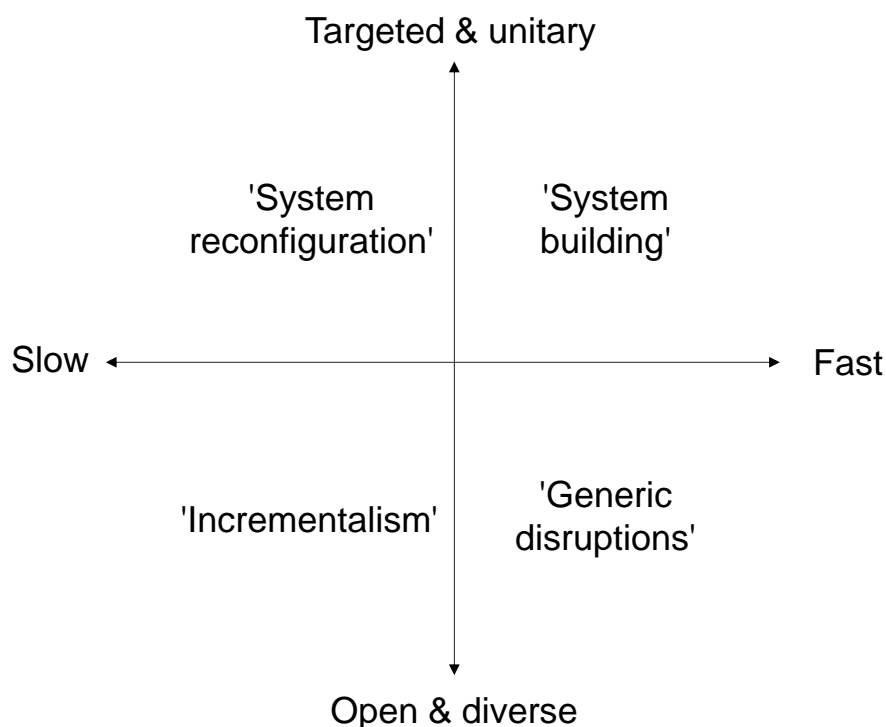 Targeted & unitary
'System
reconfiguration'
'System
building'
Slow
Fast
'Incrementalism'
'Generic
disruptions'
Open & diverse